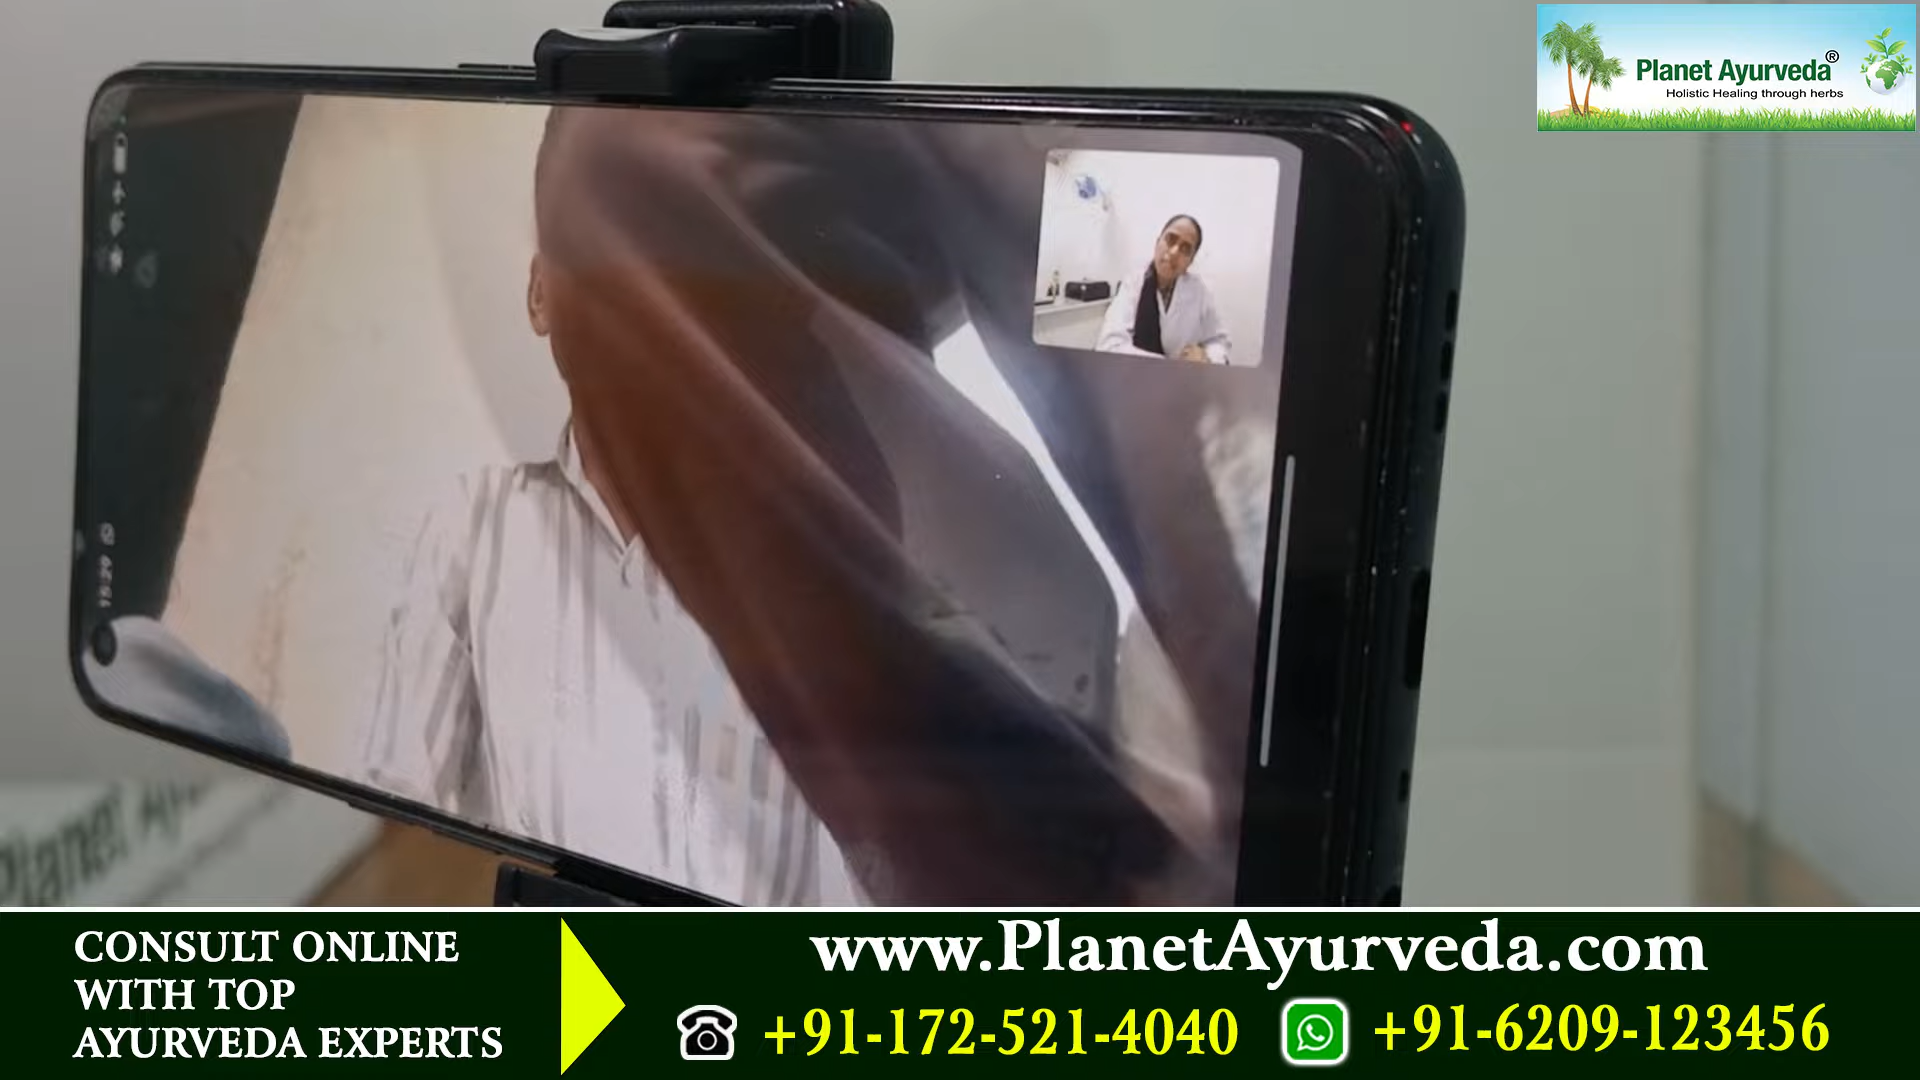 Planet Ayurveda®
Holistic Healing through herbs
Planet
CONSULT ONLINE
WITH TOP
AYURVEDA EXPERTS
www.PlanetAyurveda.com
+91-172-521-4040
+91-6209-123456